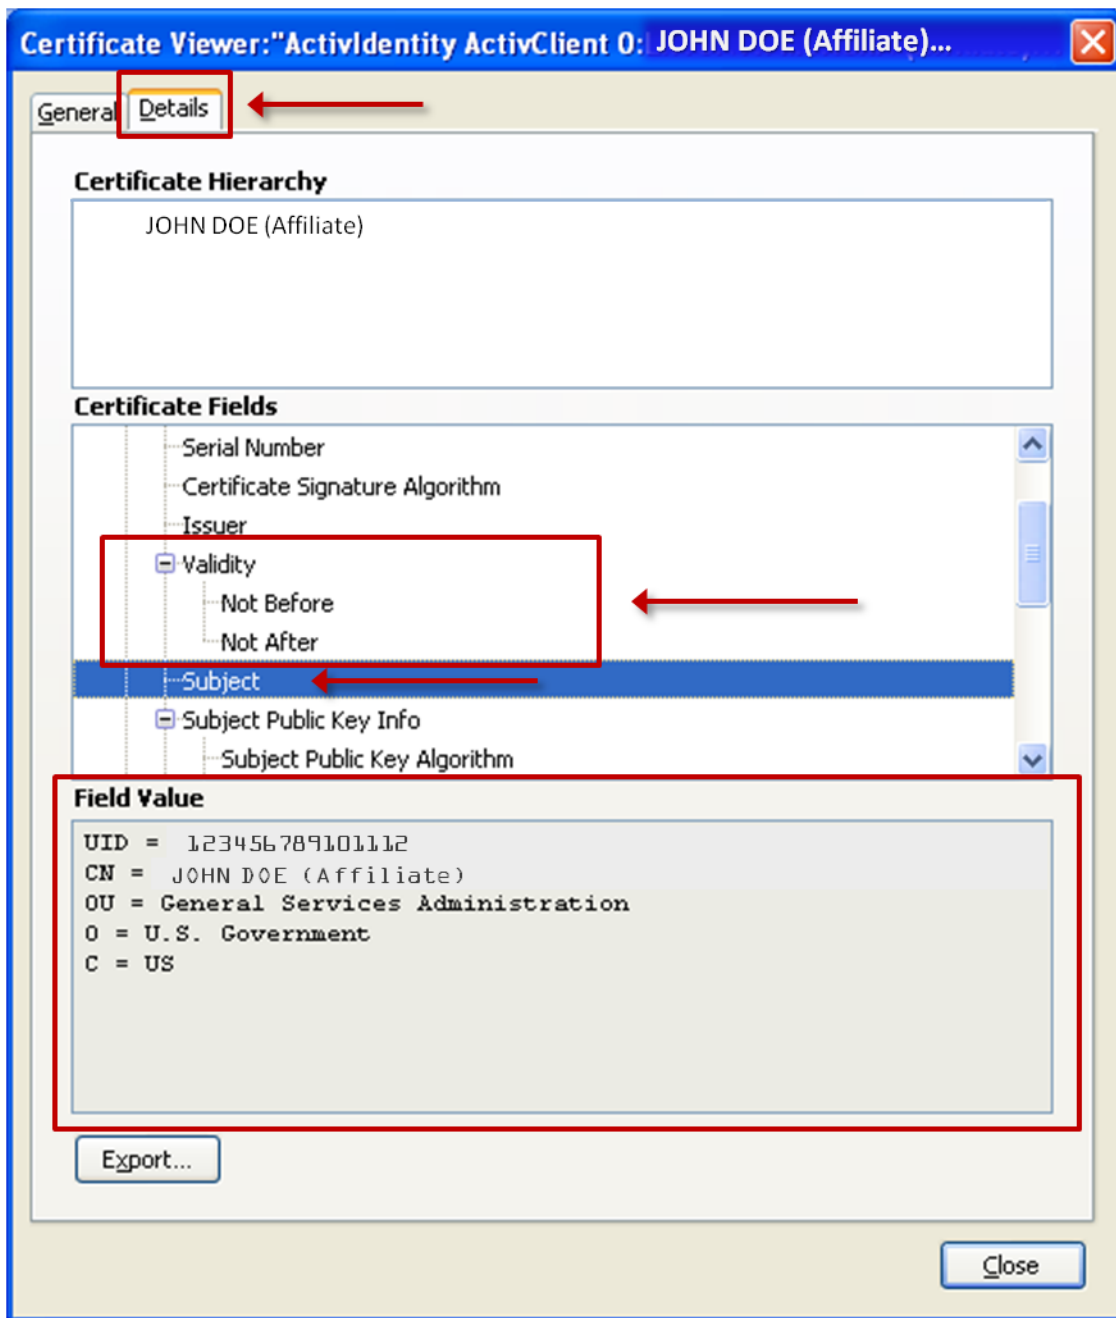 Certificate Viewer:"ActivIdentity ActivClient 0: JOHN DOE (Affiliate)...
General Details
Certificate Hierarchy
JOHN DOE (Affiliate)
Certificate Fields
Serial Number
Certificate Signature Algorithm
Issuer
Validity
Not Before
Not After
Subject
Subject Public Key Info
Subject Public Key Algorithm
Field Value
UID = 123456789101112
CN = JOHN DOE (Affiliate)
OU = General Services Administration
O = U.S. Government
C = US
Export...
Close